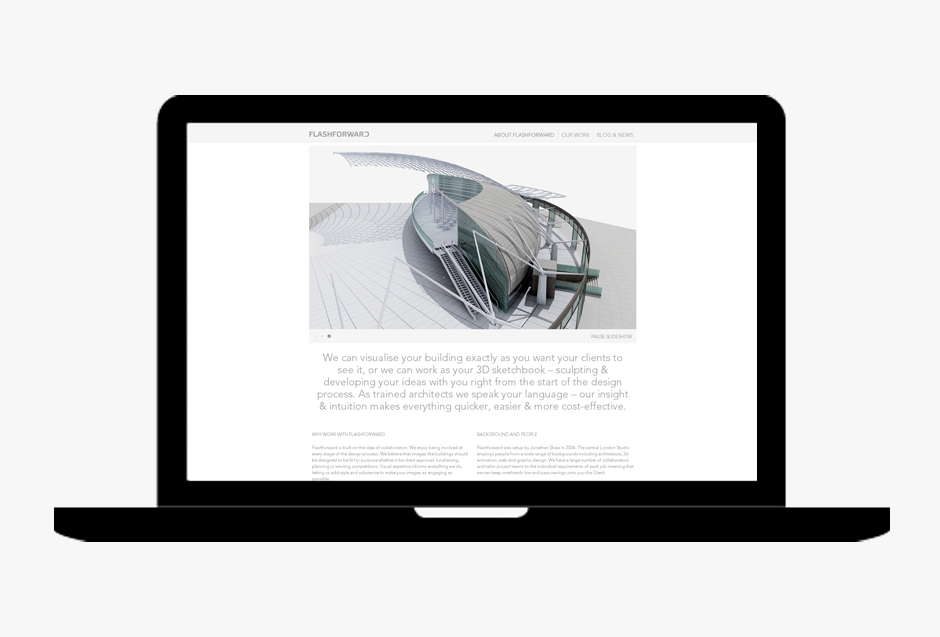 FLASHFORWARD
ABOUT FLASHFORWARD OUR WORK BLOG & NEWS
PAUSE SLIDESHOW
We can visualise your building exactly as you want your clients to
see it, or we can work as your 3D sketchbook – sculpting &
developing your ideas with you right from the start of the design
process. As trained architects we speak your language – our insight
& intuition makes everything quicker, easier & more cost-effective.
WHY WORK WITH FLASHFORWARD
Flashforward is built on the idea of collaboration. We enjoy being involved at
every stage of the design process. We believe that images like buildings should
be designed to be fit for purpose whether it be client approval, fundraising,
planning or winning competitions. Visual expertise informs everything we do,
letting us add style and substance to make your images as engaging as
possible.
BACKGROUND AND PEOPLE
Flashforward was setup by Jonathan Shaw in 2006. The central London Studio
employs people from a wide range of backgrounds including architecture, 3d
animation, web and graphic design. We have a large number of collaborators
and tailor project teams to the individual requirements of each job meaning that
we can keep overheads low and pass savings onto you the Client.